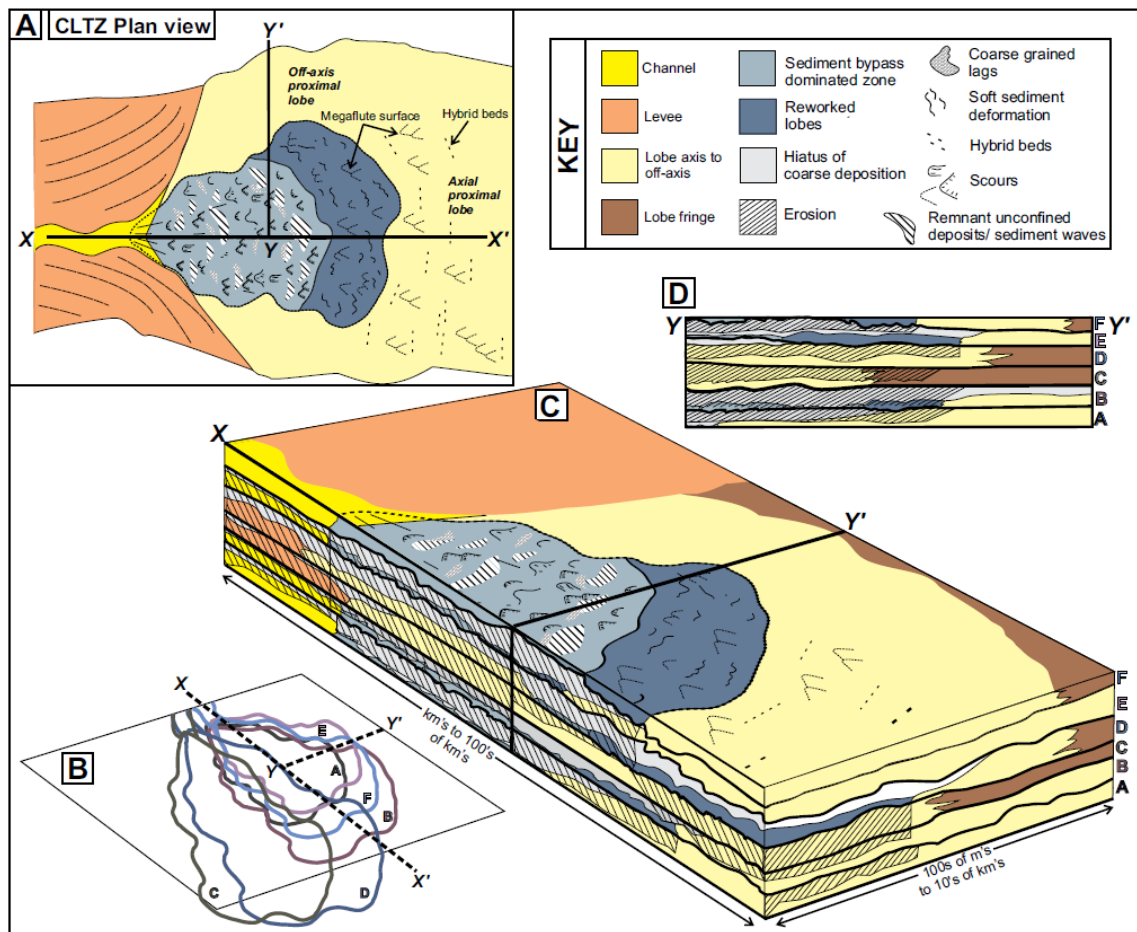 A CLTZ Plan view
Y'
Off-axis
proximal
lobe
Megaflute surface
Hybrid beds
Axial
proximal
lobe
X
Y
X'
KEY
Channel
Levee
Lobe axis to
off-axis
Lobe fringe
Sediment bypass
dominated zone
Reworked
lobes
Hiatus of
coarse deposition
Erosion
Coarse grained
lags
Soft sediment
deformation
Hybrid beds
Scours
Remnant unconfined
deposits/ sediment waves
D
Y
Y'
F
E
D
C
B
A
C
X
Y'
km's to 100's
of km's
100s of m's
to 10's of km's
F
E
D
C
B
A
B
X
Y'
Y
X'
E
A
F
B
C
D